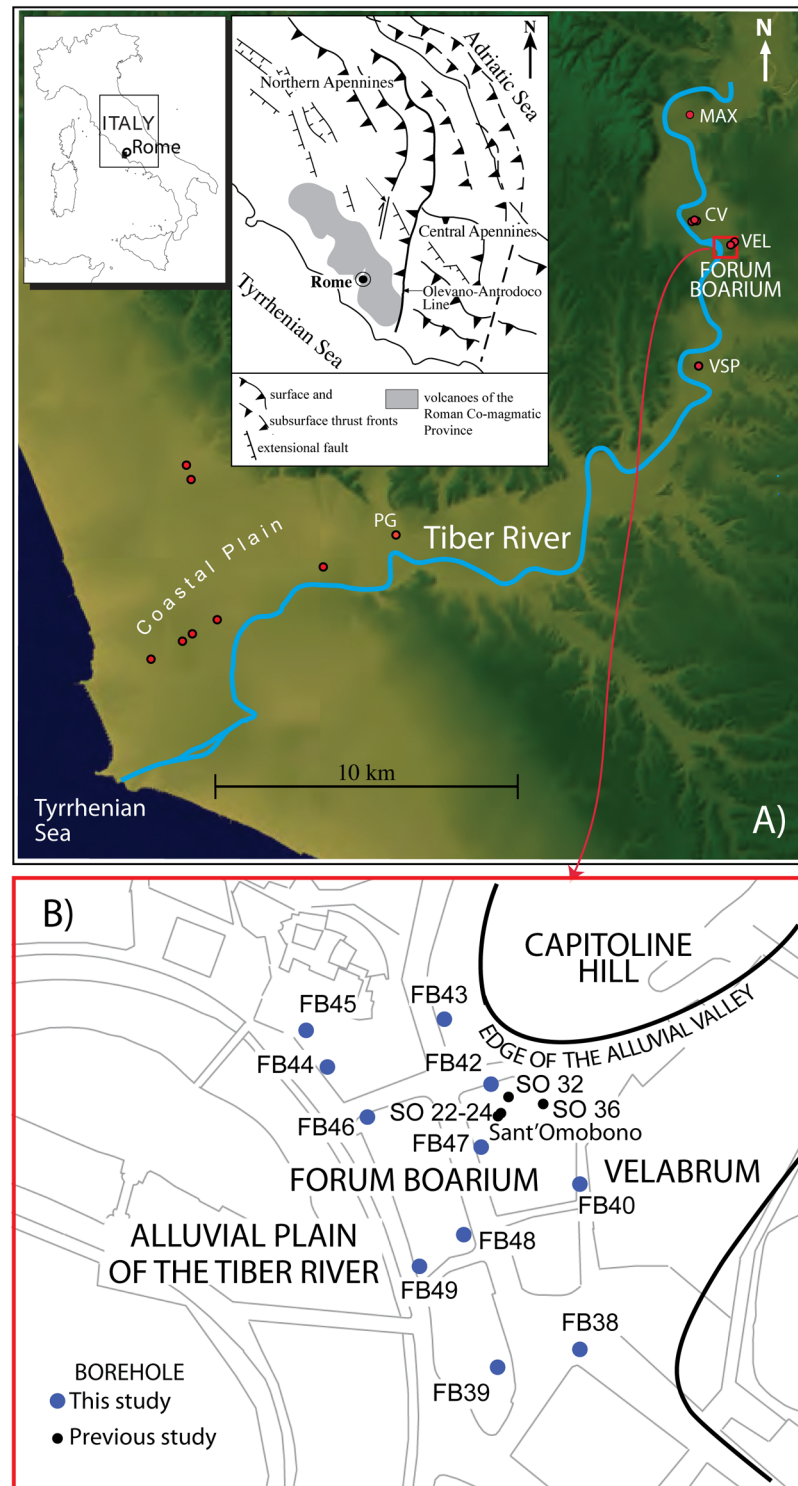 ITALY
Rome
N
Adriatic Sea
Northern Apennines
Central Apennines
Rome
Olevano-Antrodoco
Line
Tyrrhenian Sea
surface and
subsurface thrust fronts
extensional fault
volcanoes of the
Roman Co-magmatic
Province
N
MAX
CV
VEL
FORUM
BOARIUM
VSP
PG
Tiber River
Coastal Plain
10 km
Tyrrhenian
Sea
A)
B)
CAPITOLINE
HILL
EDGE OF THE ALLUVIAL VALLEY
FB45
FB43
FB44
FB42
SO 32
FB46
SO 22-24
SO 36
Sant'Omobono
FB47
FORUM BOARIUM
VELABRUM
FB40
ALLUVIAL PLAIN
OF THE TIBER RIVER
FB48
FB49
FB38
FB39
BOREHOLE
This study
Previous study